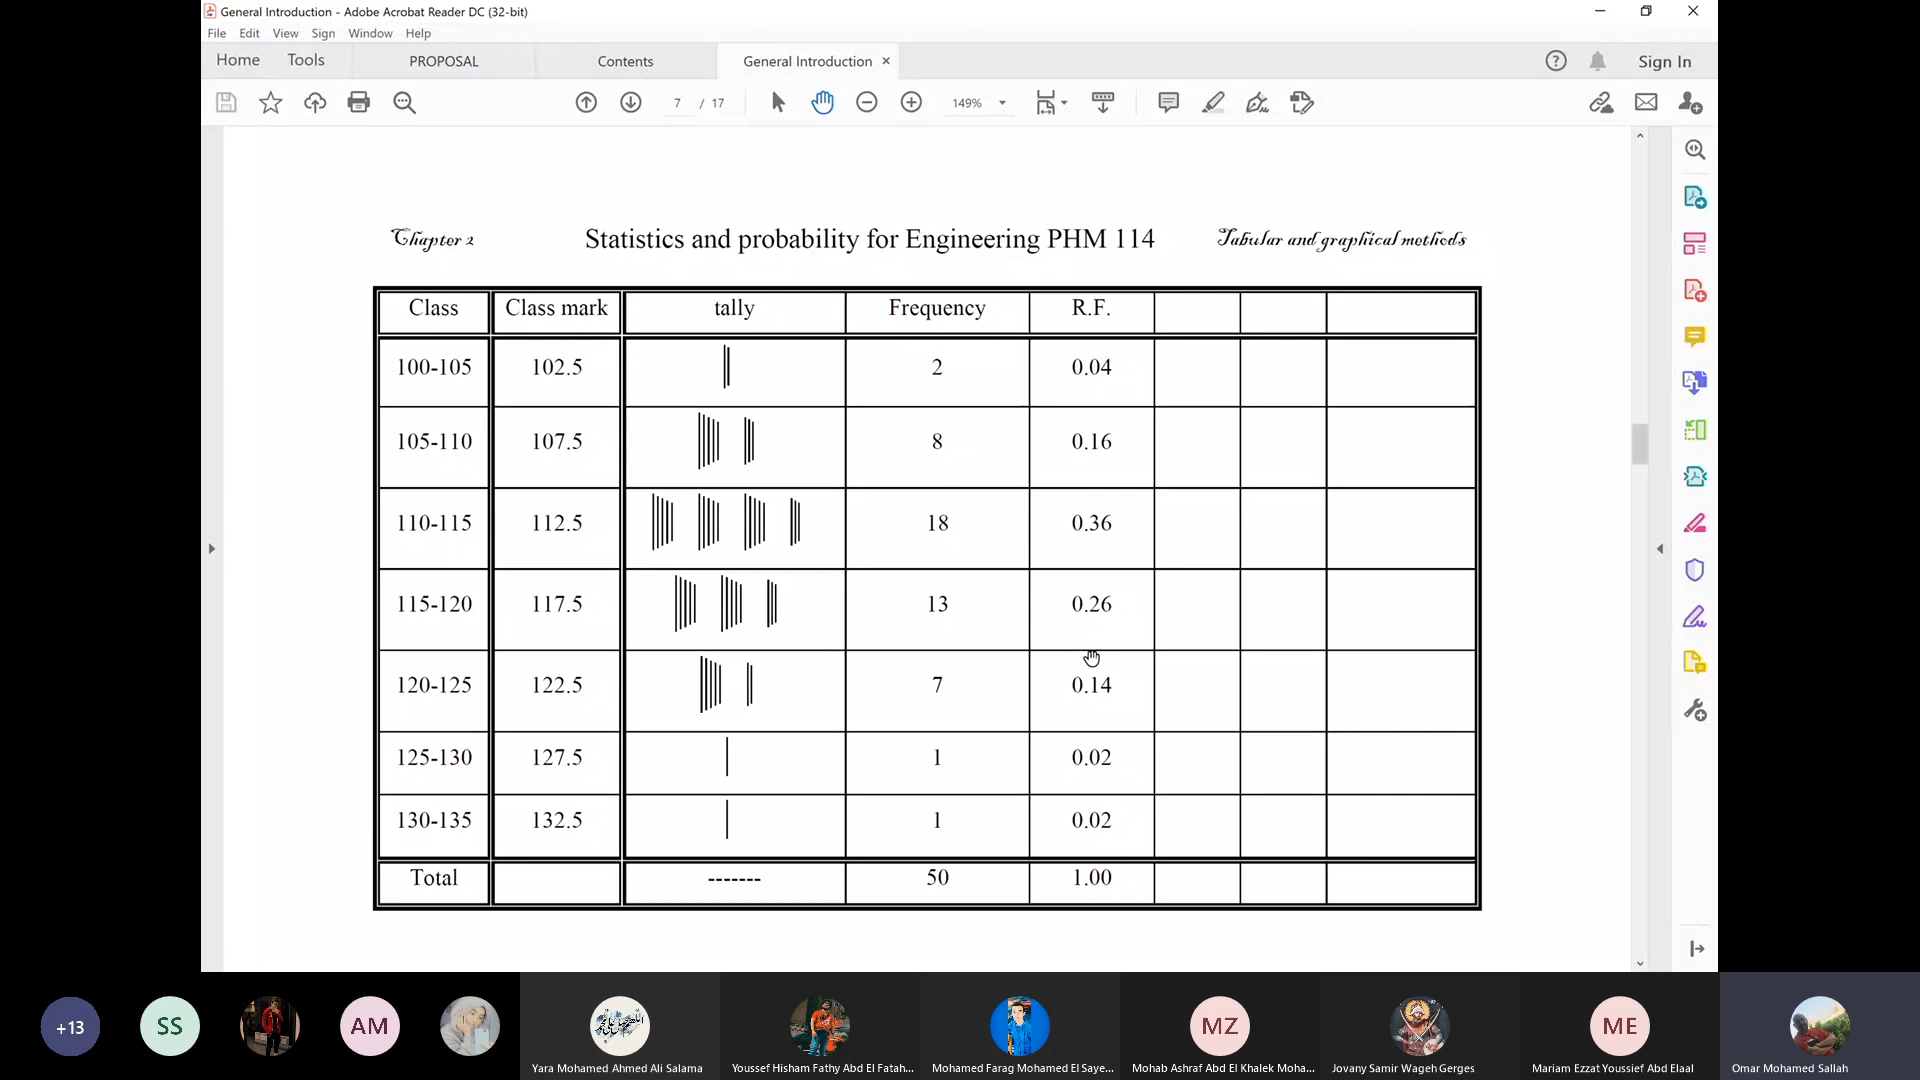 General Introduction - Adobe Acrobat Reader DC (32-bit)
File Edit View Sign Window Help
Home Tools PROPOSAL Contents General Introduction × Sign In
7 / 17 149%
Chapter 2 Statistics and probability for Engineering PHM 114 Tabular and graphical methods
Class Class mark tally Frequency R.F.
100-105 102.5 2 0.04
105-110 107.5 8 0.16
110-115 112.5 18 0.36
115-120 117.5 13 0.26
120-125 122.5 7 0.14
125-130 127.5 1 0.02
130-135 132.5 1 0.02
Total ------- 50 1.00
+13 SS AM MZ ME
Yara Mohamed Ahmed Ali Salama Youssef Hisham Fathy Abd El Fatah... Mohamed Farag Mohamed El Saye... Mohab Ashraf Abd El Khalek Moha... Jovany Samir Wageh Gerges Mariam Ezzat Youssief Abd Elaal Omar Mohamed Sallah